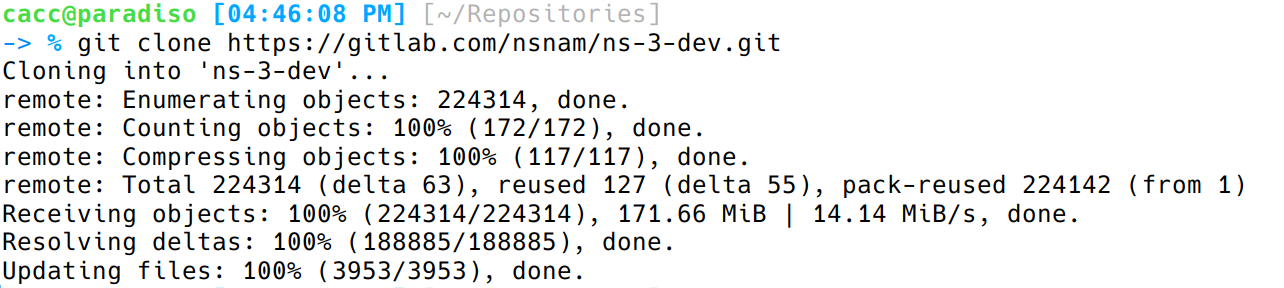 cacc@paradiso [04:46:08 PM] [~/Repositories]
-> % git clone https://gitlab.com/nsnam/ns-3-dev.git
Cloning into 'ns-3-dev'...
remote: Enumerating objects: 224314, done.
remote: Counting objects: 100% (172/172), done.
remote: Compressing objects: 100% (117/117), done.
remote: Total 224314 (delta 63), reused 127 (delta 55), pack-reused 224142 (from 1)
Receiving objects: 100% (224314/224314), 171.66 MiB | 14.14 MiB/s, done.
Resolving deltas: 100% (188885/188885), done.
Updating files: 100% (3953/3953), done.